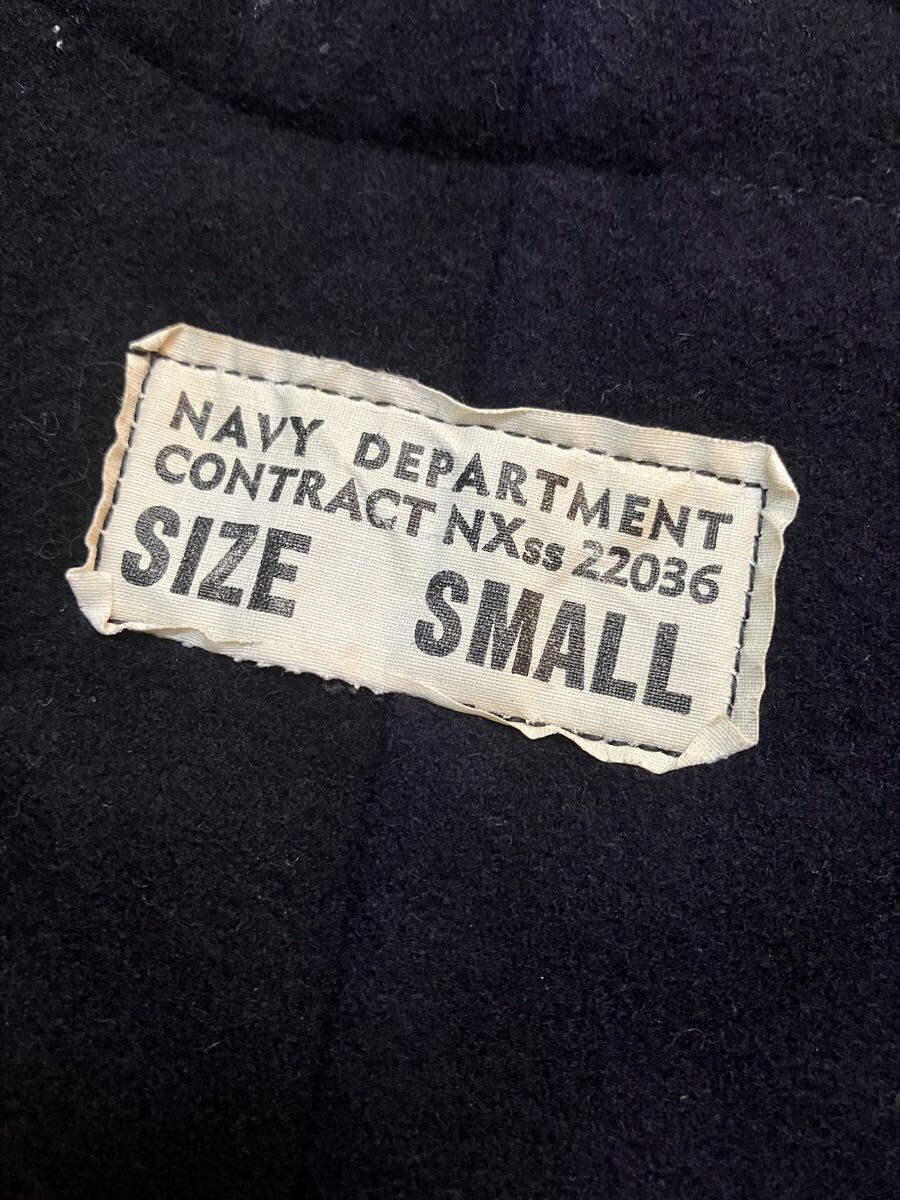 NAVY DEPARTMENT
CONTRACT NXss 22036
SIZE SMALL